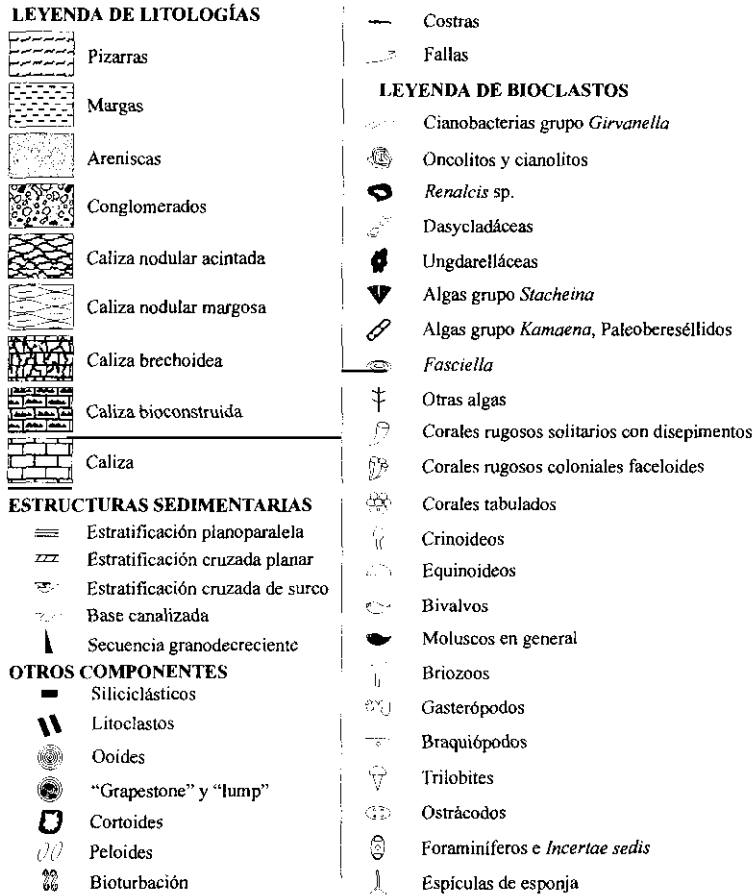 LEYENDA DE LITOLOGÍAS
Pizarras
Margas
Areniscas
Conglomerados
Caliza nodular acintada
Caliza nodular margosa
Caliza brechoidea
Caliza bioconstruida
Caliza
ESTRUCTURAS SEDIMENTARIAS
Estratificación planoparalela
Estratificación cruzada planar
Estratificación cruzada de surco
Base canalizada
Secuencia granodecreciente
OTROS COMPONENTES
Siliciclásticos
Litoclastos
Ooides
"Grapestone" y "lump"
Cortoides
Peloides
Bioturbación
Costras
Fallas
LEYENDA DE BIOCLASTOS
Cianobacterias grupo Girvanella
Oncolitos y cianolitos
Renalcis sp.
Dasycladáceas
Ungdarelláceas
Algas grupo Stacheina
Algas grupo Kamaena, Paleobereséllidos
Fasciella
Otras algas
Corales rugosos solitarios con disepimentos
Corales rugosos coloniales faceloides
Corales tabulados
Crinoideos
Equinoideos
Bivalvos
Moluscos en general
Briozoos
Gasterópodos
Braquiópodos
Trilobites
Ostrácodos
Foraminíferos e Incertae sedis
Espículas de esponja